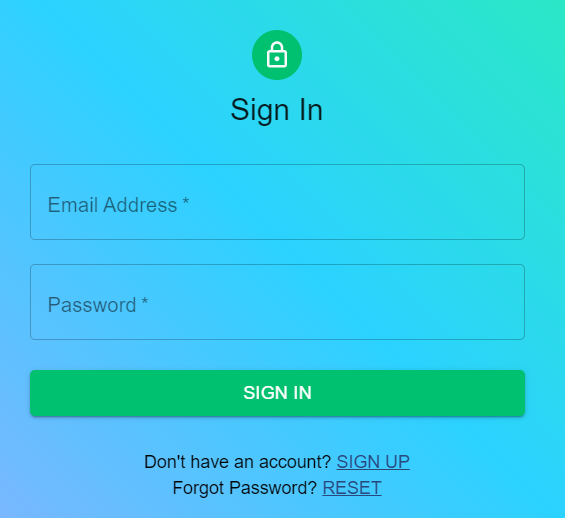 Sign In
Email Address *
Password *
SIGN IN
Don't have an account? SIGN UP
Forgot Password? RESET